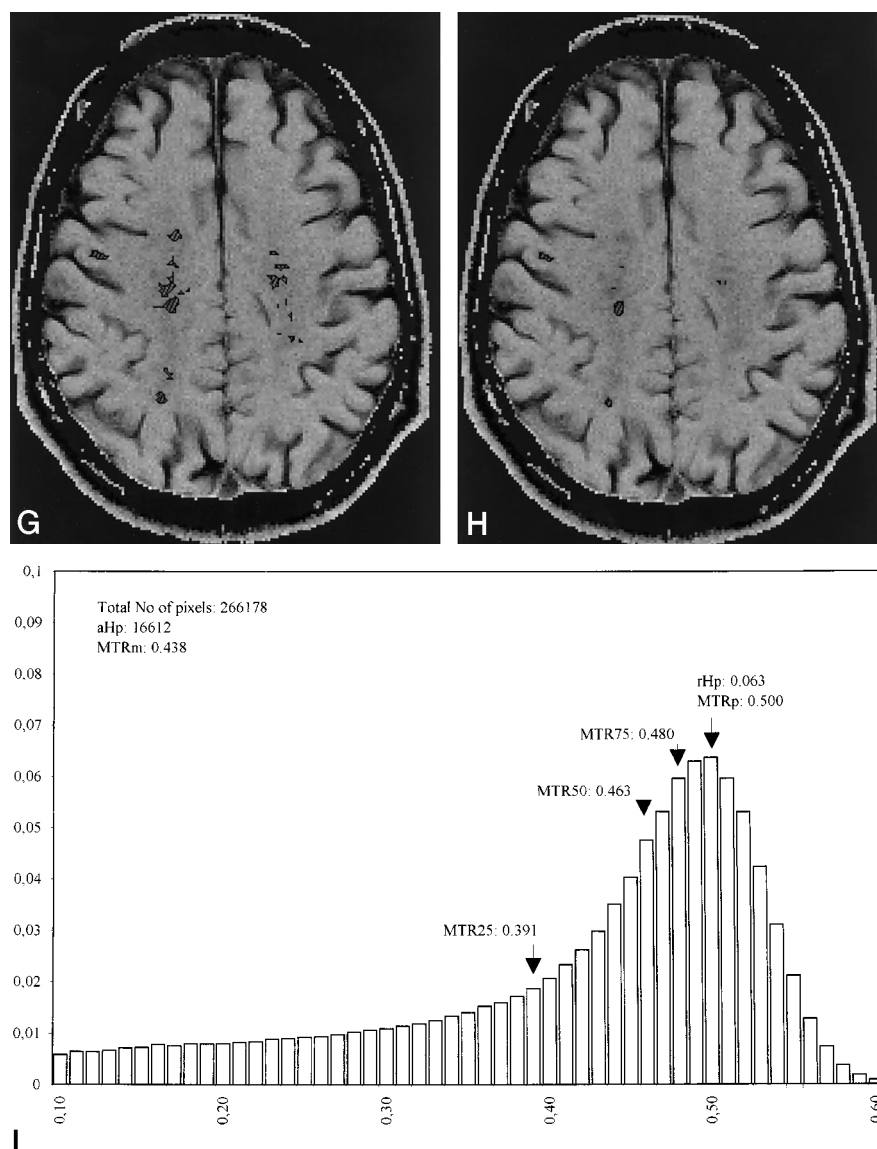 G
H
0,1
0,09
0,08
0,07
0,06
0,05
0,04
0,03
0,02
0,01
0
Total No of pixels: 266178
aHp: 16612
MTRm: 0.438
rHp: 0.063
MTRp: 0.500
MTR75: 0.480
MTR50: 0.463
MTR25: 0.391
0,10
0,20
0,30
0,40
0,50
0,60
I